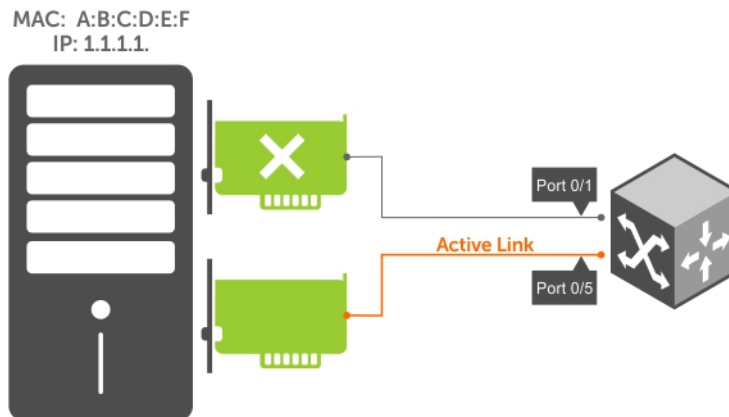 MAC: A:B:C:D:E:F
IP: 1.1.1.1.
Port 0/1
Active Link
Port 0/5